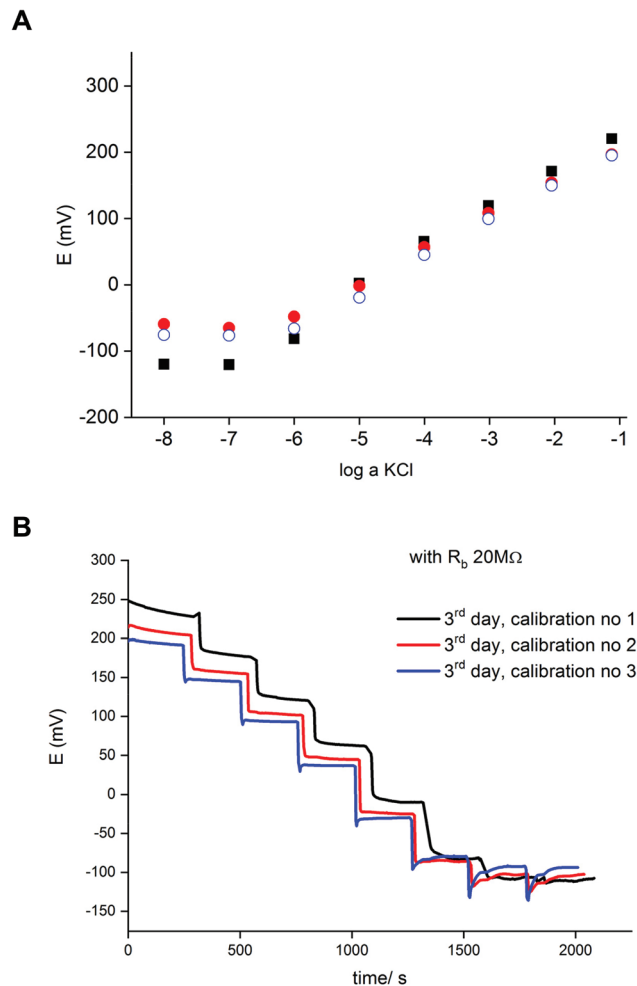 A
300
200
100
0
-100
-200
E (mV)
-8 -7 -6 -5 -4 -3 -2 -1
log a KCl
B
with R_b 20MΩ
3rd day, calibration no 1
3rd day, calibration no 2
3rd day, calibration no 3
300
250
200
150
100
50
0
-50
-100
-150
E (mV)
0 500 1000 1500 2000
time/ s